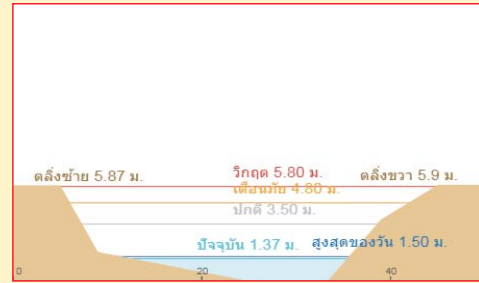 วิกฤต 5.80 ม.
ตลิ่งซ้าย 5.87 ม.
ตลิ่งขวา 5.9 ม.
เตือนภัย 4.80 ม.
ปกติ 3.50 ม.
ปัจจุบัน 1.37 ม.
สูงสุดของวัน 1.50 ม.
0
20
40